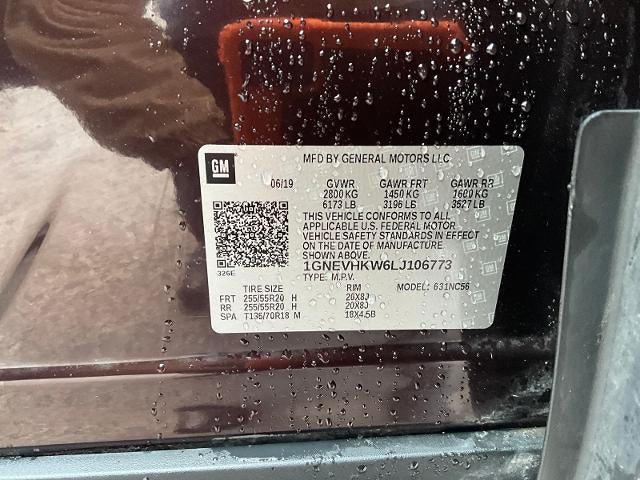 GM
MFD BY GENERAL MOTORS LLC
06/19 GVWR GAWR FRT GAWR RR
2800 KG 1450 KG 1600 KG
6173 LB 3196 LB 3527 LB
THIS VEHICLE CONFORMS TO ALL
APPLICABLE U.S. FEDERAL MOTOR
VEHICLE SAFETY STANDARDS IN EFFECT
ON THE DATE OF MANUFACTURE
SHOWN ABOVE.
326E
1GNEVHKW6LJ106773
TYPE: M.P.V. MODEL: 631NC56
TIRE SIZE RIM
FRT 255/55R20 H 20X8J
RR 255/55R20 H 20X8J
SPA T135/70R18 M 18X4.5B